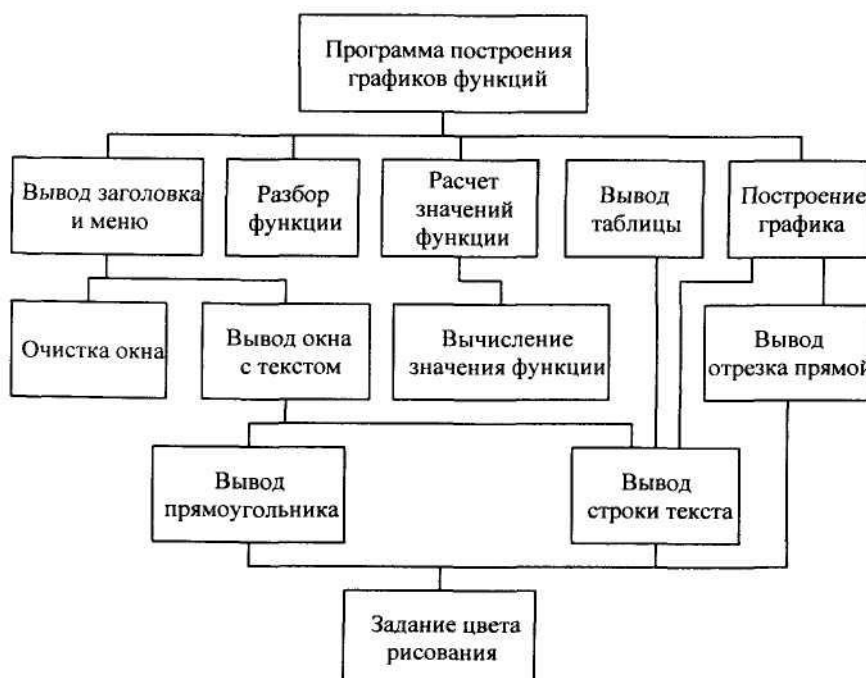 Программа построения
графиков функций
Вывод заголовка
и меню
Разбор
функции
Расчет
значений
функции
Вывод
таблицы
Построение
графика
Очистка окна
Вывод окна
с текстом
Вычисление
значения функции
Вывод
отрезка прямой
Вывод
прямоугольника
Вывод
строки текста
Задание цвета
рисования